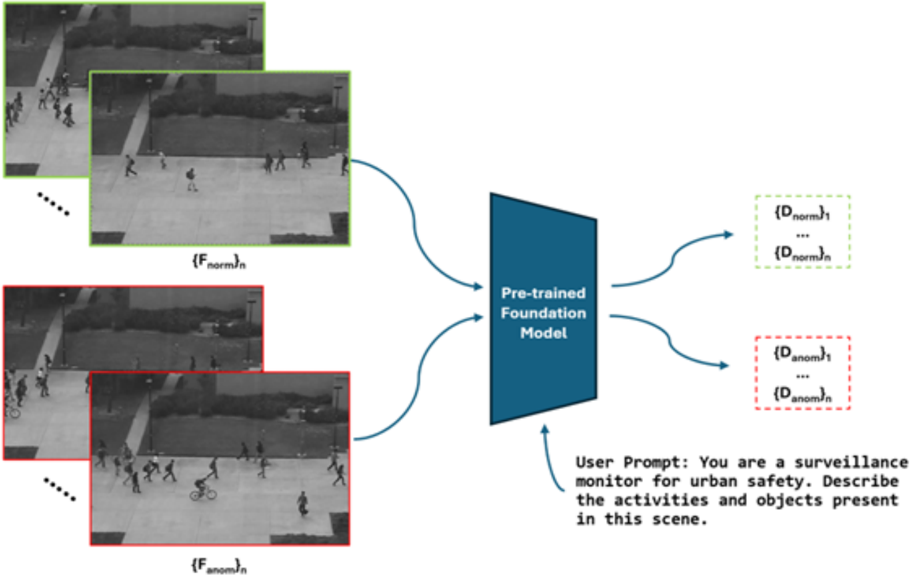 {F_norm}_n
{F_anom}_n
Pre-trained
Foundation
Model
{D_norm}_1
...
{D_norm}_n
{D_anom}_1
...
{D_anom}_n
User Prompt: You are a surveillance
monitor for urban safety. Describe
the activities and objects present
in this scene.